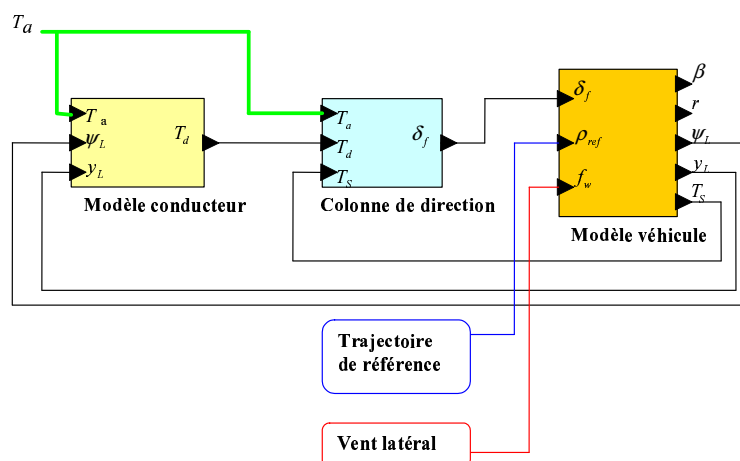 T_a
T_a
ψ_L
y_L
T_d
Modèle conducteur
T_a
T_d
T_S
δ_f
Colonne de direction
δ_f
ρ_ref
f_w
β
r
ψ_L
y_L
T_S
Modèle véhicule
Trajectoire
de référence
Vent latéral